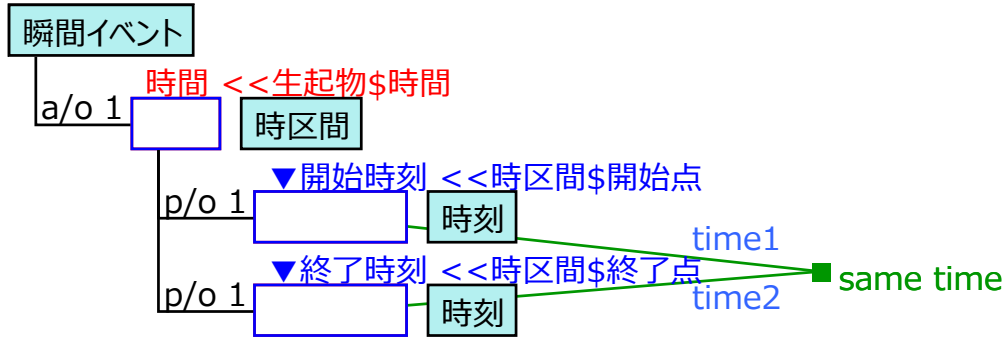 瞬間イベント
時間 <<生起物$時間
a/o 1
時区間
▼開始時刻 <<時区間$開始点
p/o 1
時刻
time1
▼終了時刻 <<時区間$終了点
same time
p/o 1
時刻
time2